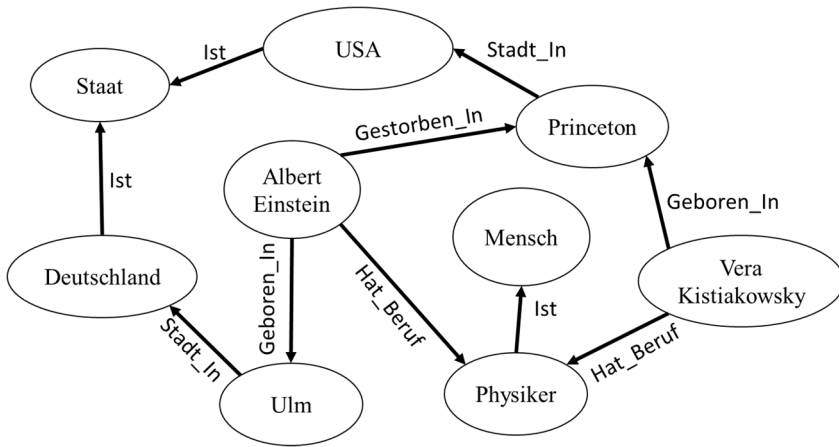 Ist
USA
Stadt_In
Staat
Gestorben_In
Princeton
Ist
Albert
Einstein
Mensch
Geboren_In
Deutschland
Geboren_In
Hat_Beruf
Vera
Kistiakowsky
Stadt_In
Ist
Hat_Beruf
Ulm
Physiker